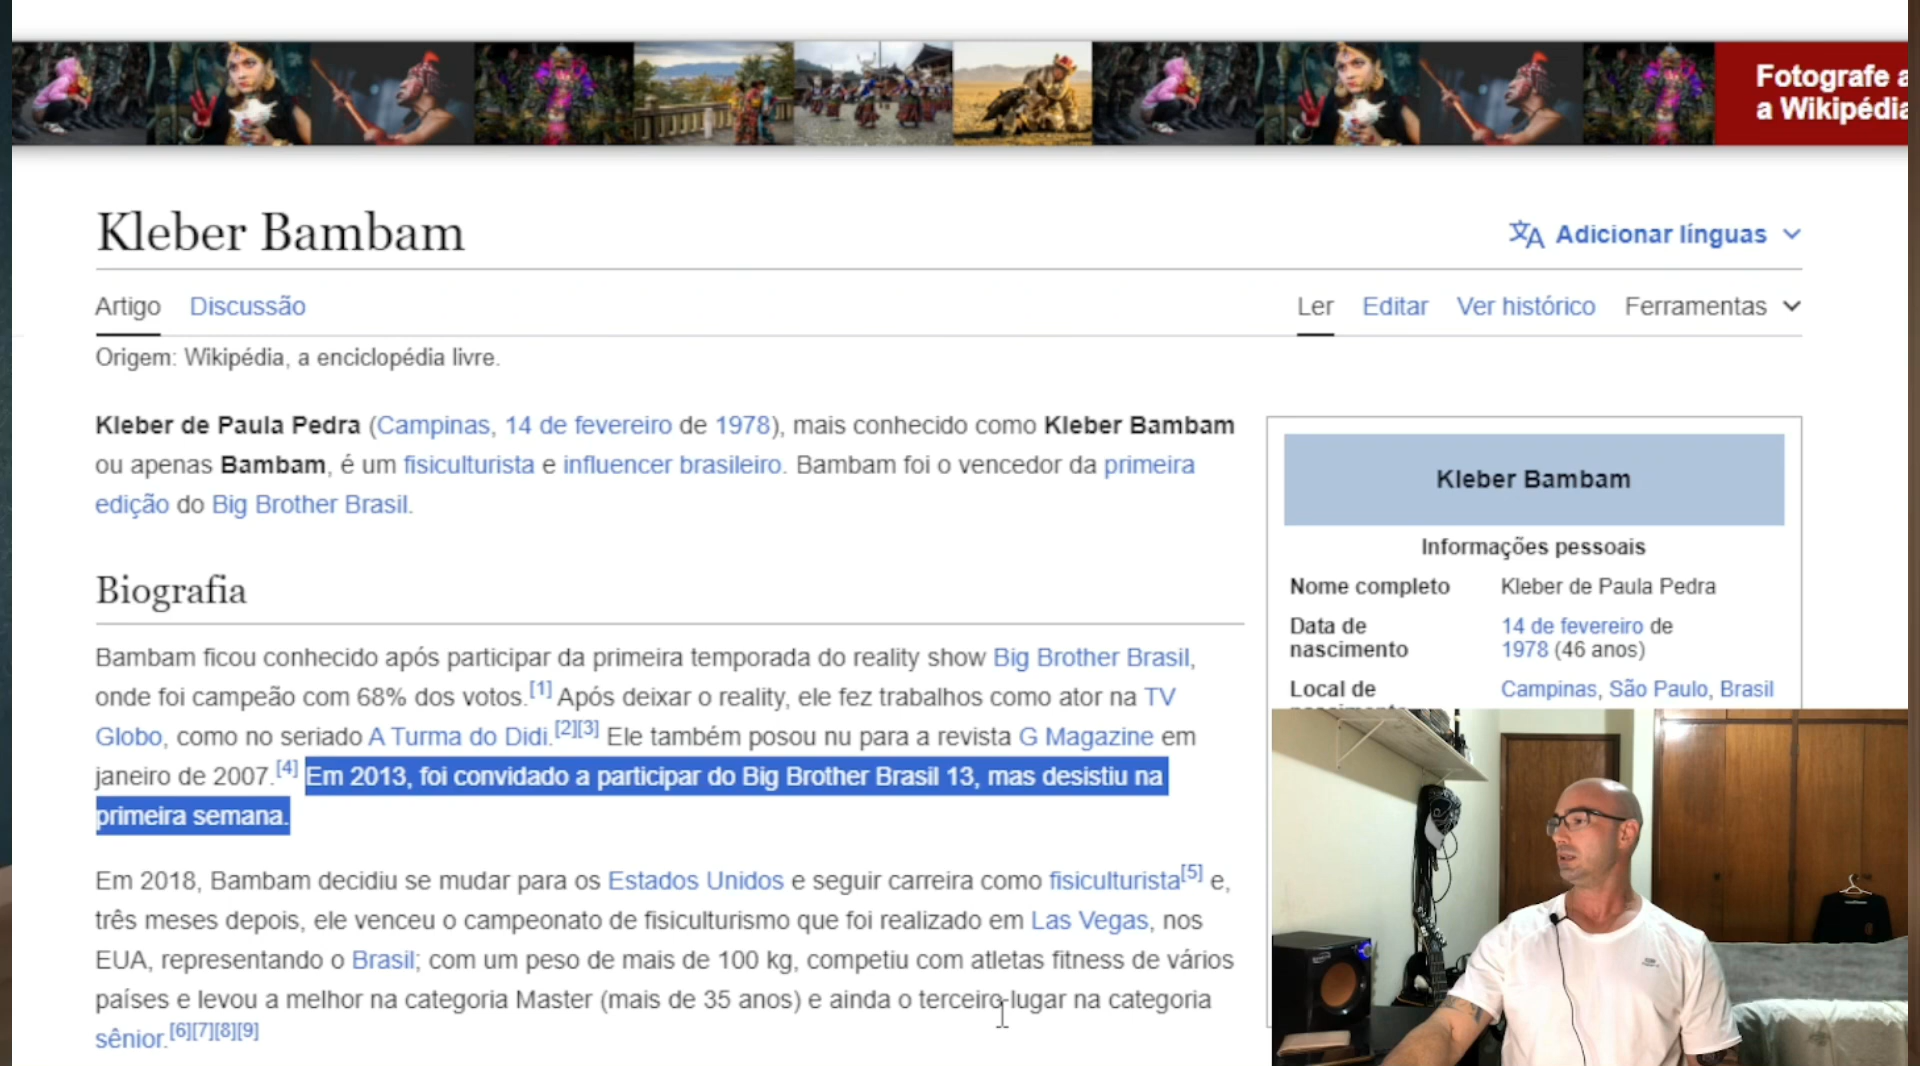 Fotografe a
a Wikipédia
Kleber Bambam
Adicionar línguas
Artigo Discussão
Ler Editar Ver histórico Ferramentas
Origem: Wikipédia, a enciclopédia livre.
Kleber de Paula Pedra (Campinas, 14 de fevereiro de 1978), mais conhecido como Kleber Bambam
ou apenas Bambam, é um fisiculturista e influencer brasileiro. Bambam foi o vencedor da primeira
edição do Big Brother Brasil.
Biografia
Bambam ficou conhecido após participar da primeira temporada do reality show Big Brother Brasil,
onde foi campeão com 68% dos votos.[1] Após deixar o reality, ele fez trabalhos como ator na TV
Globo, como no seriado A Turma do Didi.[2][3] Ele também posou nu para a revista G Magazine em
janeiro de 2007.[4] Em 2013, foi convidado a participar do Big Brother Brasil 13, mas desistiu na
primeira semana.
Em 2018, Bambam decidiu se mudar para os Estados Unidos e seguir carreira como fisiculturista[5] e,
três meses depois, ele venceu o campeonato de fisiculturismo que foi realizado em Las Vegas, nos
EUA, representando o Brasil; com um peso de mais de 100 kg, competiu com atletas fitness de vários
países e levou a melhor na categoria Master (mais de 35 anos) e ainda o terceiro lugar na categoria
sênior.[6][7][8][9]
Kleber Bambam
Informações pessoais
Nome completo Kleber de Paula Pedra
Data de nascimento 14 de fevereiro de
1978 (46 anos)
Local de Campinas, São Paulo, Brasil